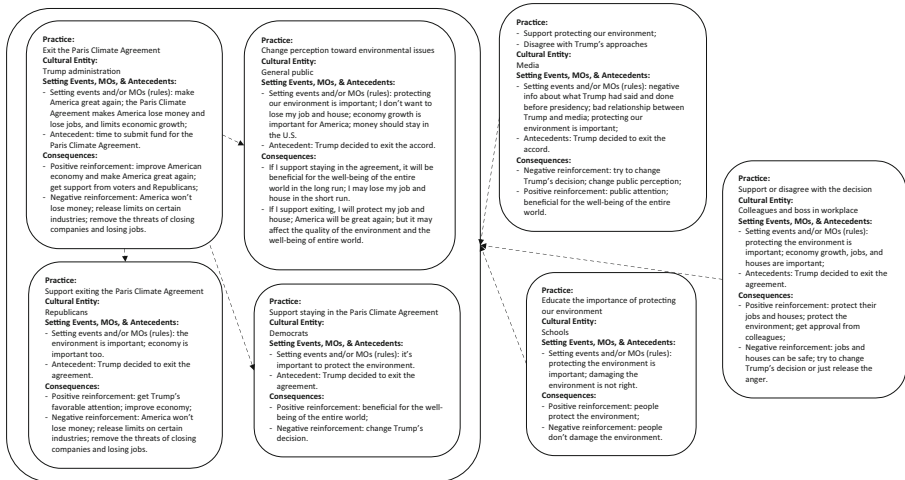 Practice:
Exit the Paris Climate Agreement
Cultural Entity:
Trump administration
Setting Events, MOs, & Antecedents:
- Setting events and/or MOs (rules): make
America great again; the Paris Climate
Agreement makes America lose money and
lose jobs, and limits economic growth;
- Antecedent: time to submit fund for the
Paris Climate Agreement.
Consequences:
- Positive reinforcement: improve American
economy and make America great again;
get support from voters and Republicans;
- Negative reinforcement: America won't
lose money; release limits on certain
industries; remove the threats of closing
companies and losing jobs.
Practice:
Change perception toward environmental issues
Cultural Entity:
General public
Setting Events, MOs, & Antecedents:
- Setting events and/or MOs (rules): protecting
our environment is important; I don't want to
lose my job and house; economy growth is
important for America; money should stay in
the U.S.
- Antecedent: Trump decided to exit the accord.
Consequences:
- If I support staying in the agreement, it will be
beneficial for the well-being of the entire
world in the long run; I may lose my job and
house in the short run.
- If I support exiting, I will protect my job and
house; America will be great again; but it may
affect the quality of the environment and the
well-being of entire world.
Practice:
- Support protecting our environment;
- Disagree with Trump's approaches
Cultural Entity:
Media
Setting Events, MOs, & Antecedents:
- Setting events and/or MOs (rules): negative
info about what Trump had said and done
before presidency; bad relationship between
Trump and media; protecting our
environment is important;
- Antecedents: Trump decided to exit the
accord.
Consequences:
- Negative reinforcement: try to change
Trump's decision; change public perception;
- Positive reinforcement: public attention;
beneficial for the well-being of the entire
world.
Practice:
Support or disagree with the decision
Cultural Entity:
Colleagues and boss in workplace
Setting Events, MOs, & Antecedents:
- Setting events and/or MOs (rules):
protecting the environment is
important; economy growth, jobs, and
houses are important;
- Antecedents: Trump decided to exit the
agreement.
Consequences:
- Positive reinforcement: protect their
jobs and houses; protect the
environment; get approval from
colleagues;
- Negative reinforcement: jobs and
houses can be safe; try to change
Trump's decision or just release the
anger.
Practice:
Support exiting the Paris Climate Agreement
Cultural Entity:
Republicans
Setting Events, MOs, & Antecedents:
- Setting events and/or MOs (rules): the
environment is important; economy is
important too.
- Antecedent: Trump decided to exit the
agreement.
Consequences:
- Positive reinforcement: get Trump's
favorable attention; improve economy;
- Negative reinforcement: America won't
lose money; release limits on certain
industries; remove the threats of closing
companies and losing jobs.
Practice:
Support staying in the Paris Climate Agreement
Cultural Entity:
Democrats
Setting Events, MOs, & Antecedents:
- Setting events and/or MOs (rules): it's
important to protect the environment.
- Antecedent: Trump decided to exit the
agreement.
Consequences:
- Positive reinforcement: beneficial for the well-
being of the entire world;
- Negative reinforcement: change Trump's
decision.
Practice:
Educate the importance of protecting
our environment
Cultural Entity:
Schools
Setting Events, MOs, & Antecedents:
- Setting events and/or MOs (rules):
protecting the environment is
important; damaging the
environment is not right.
Consequences:
- Positive reinforcement: people
protect the environment;
- Negative reinforcement: people
don't damage the environment.